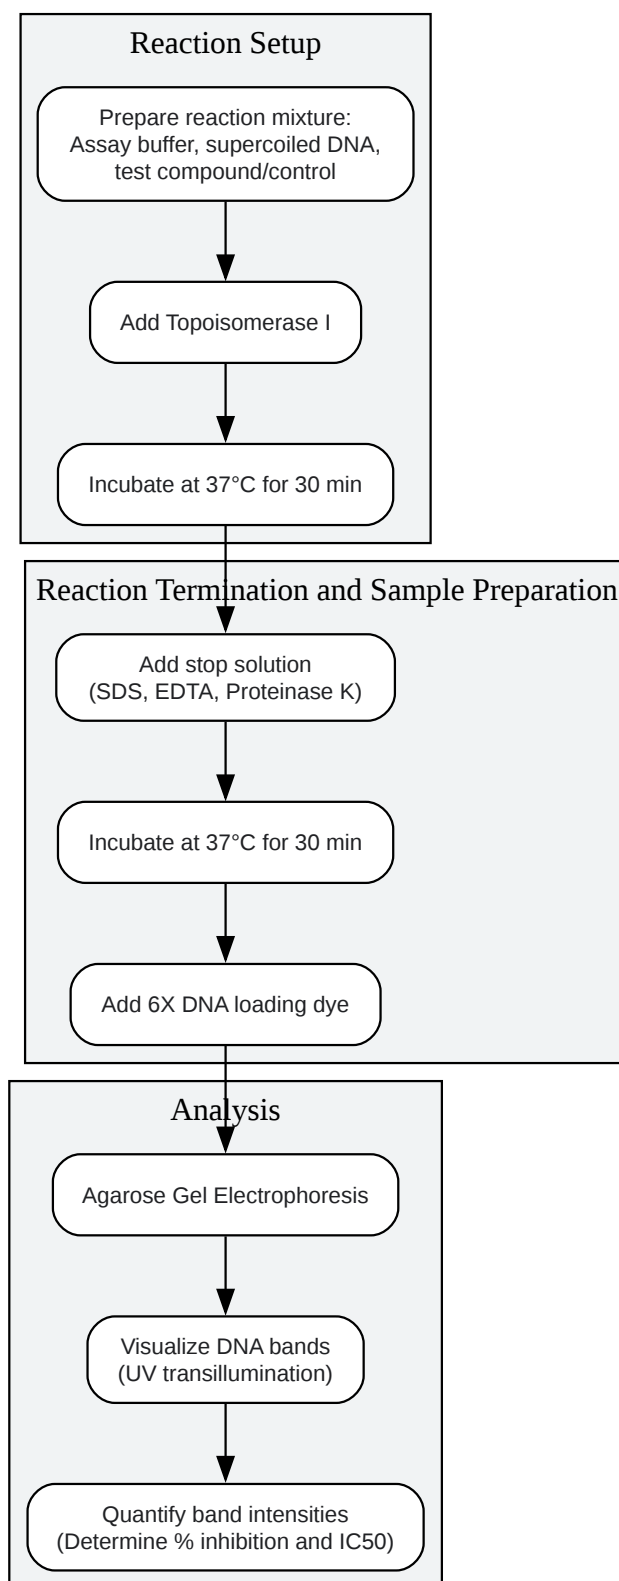 Reaction Setup
Prepare reaction mixture:
Assay buffer, supercoiled DNA,
test compound/control
Add Topoisomerase I
Incubate at 37°C for 30 min
Reaction Termination and Sample Preparation
Add stop solution
(SDS, EDTA, Proteinase K)
Incubate at 37°C for 30 min
Add 6X DNA loading dye
Analysis
Agarose Gel Electrophoresis
Visualize DNA bands
(UV transillumination)
Quantify band intensities
(Determine % inhibition and IC50)